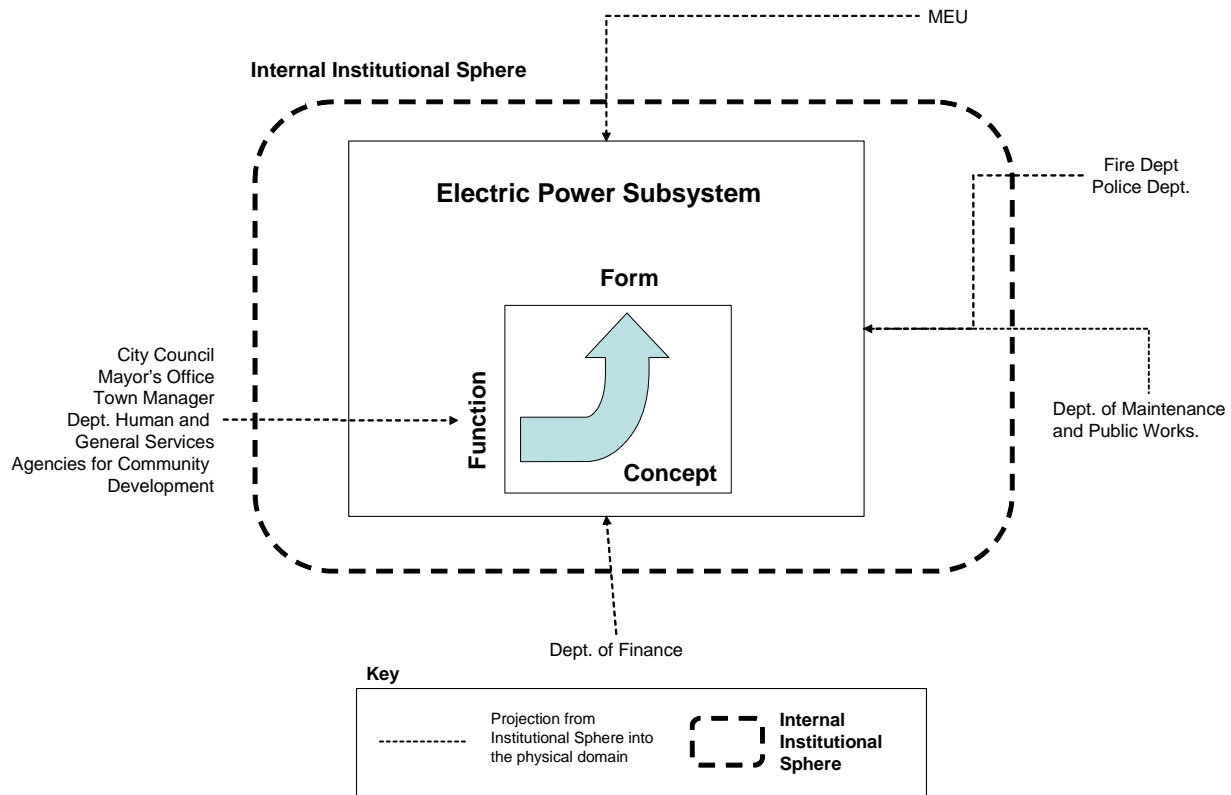 MEU
Internal Institutional Sphere
Fire Dept
Police Dept.
Electric Power Subsystem
Form
City Council
Mayor's Office
Town Manager
Dept. Human and
General Services
Agencies for Community
Development
Function
Concept
Dept. of Maintenance
and Public Works.
Dept. of Finance
Key
Projection from
Institutional Sphere into
the physical domain
Internal
Institutional
Sphere